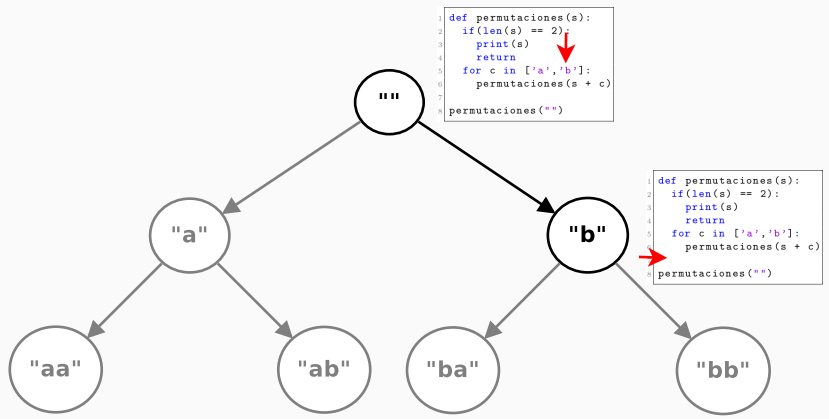 1 def permutaciones(s):
2   if(len(s) == 2):
3     print(s)
4     return
5   for c in ['a','b']:
6     permutaciones(s + c)
7
8 permutaciones("")
""
1 def permutaciones(s):
2   if(len(s) == 2):
3     print(s)
4     return
5   for c in ['a','b']:
6     permutaciones(s + c)
8 permutaciones("")
"a"
"b"
"aa"
"ab"
"ba"
"bb"